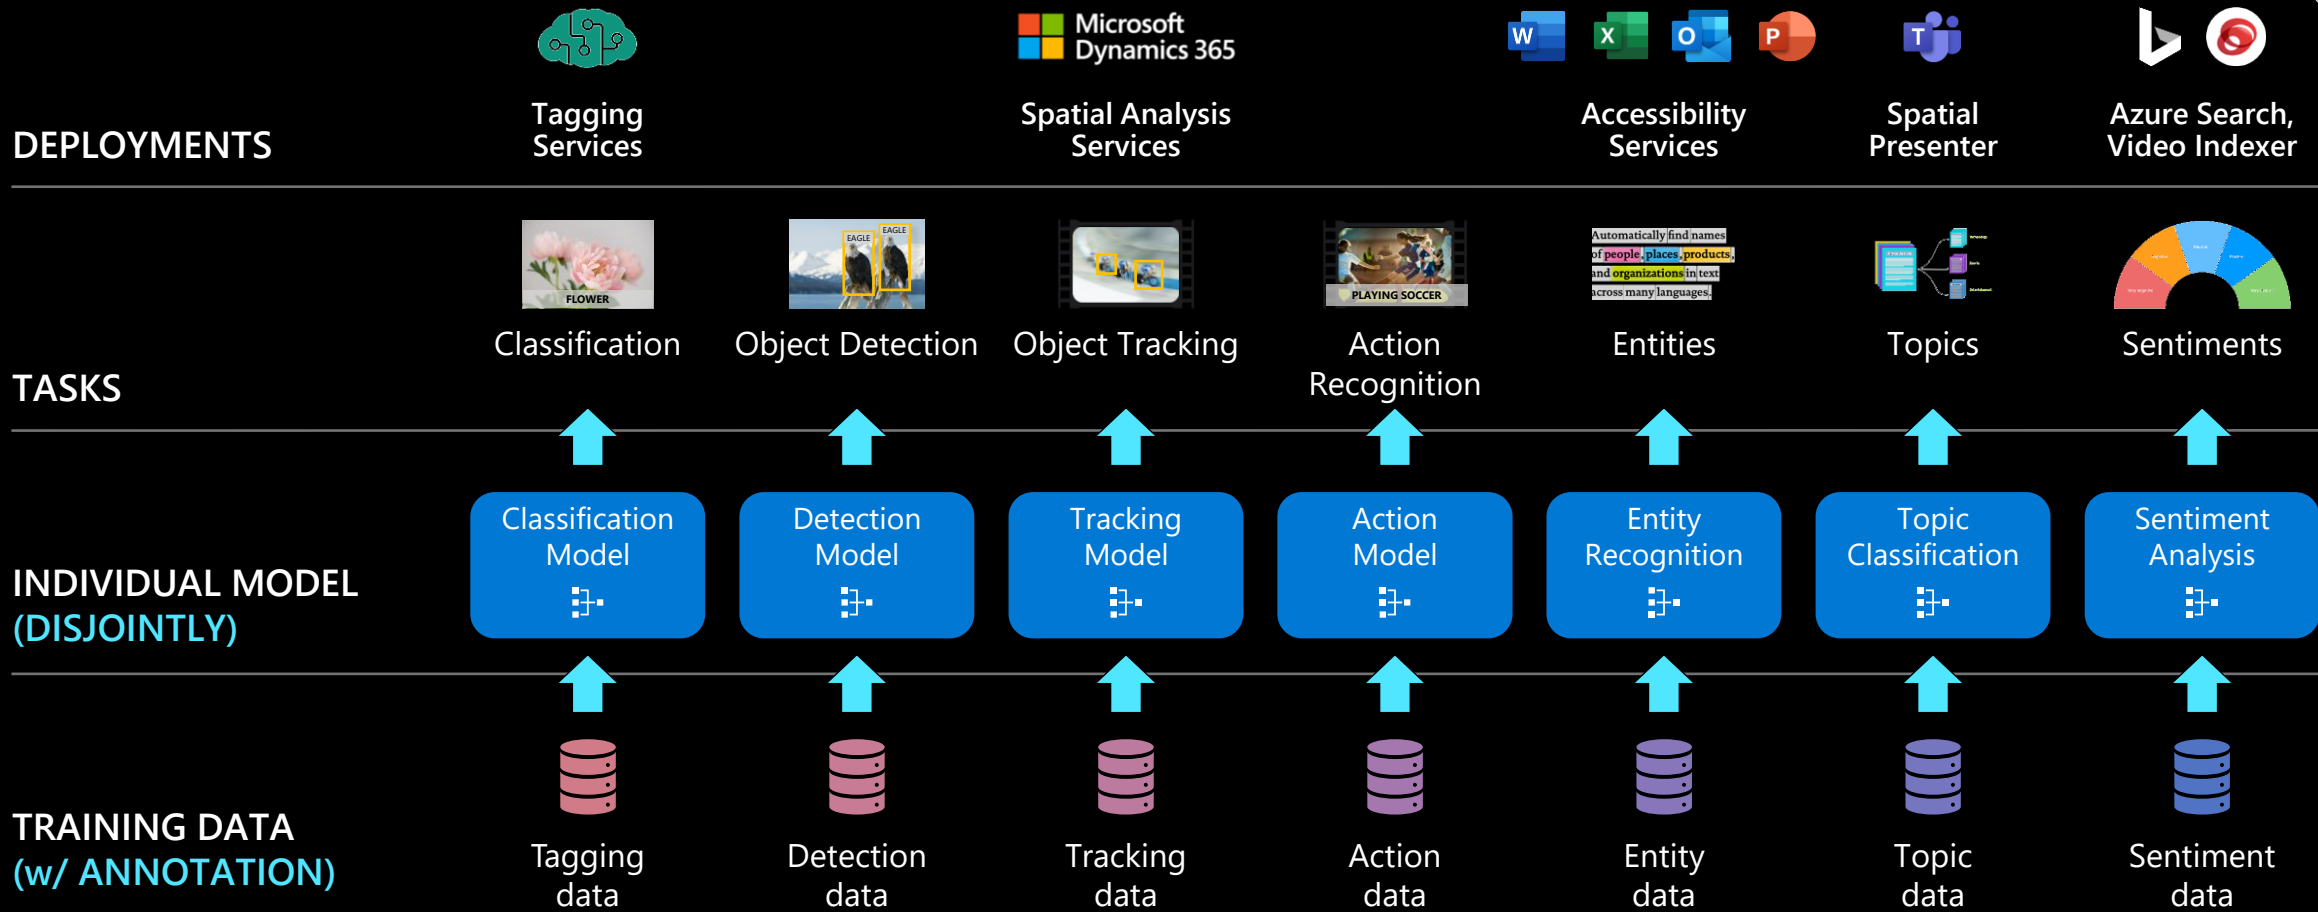 Microsoft
Dynamics 365
W
X
O
P
T
Tagging
Services
Spatial Analysis
Services
Accessibility
Services
Spatial
Presenter
Azure Search,
Video Indexer
DEPLOYMENTS
FLOWER
EAGLE
EAGLE
PLAYING SOCCER
Automatically find names
of people, places, products,
and organizations in text
across many languages.
Classification
Object Detection
Object Tracking
Action
Recognition
Entities
Topics
Sentiments
TASKS
Classification
Model
Detection
Model
Tracking
Model
Action
Model
Entity
Recognition
Topic
Classification
Sentiment
Analysis
INDIVIDUAL MODEL
(DISJOINTLY)
TRAINING DATA
(w/ ANNOTATION)
Tagging
data
Detection
data
Tracking
data
Action
data
Entity
data
Topic
data
Sentiment
data